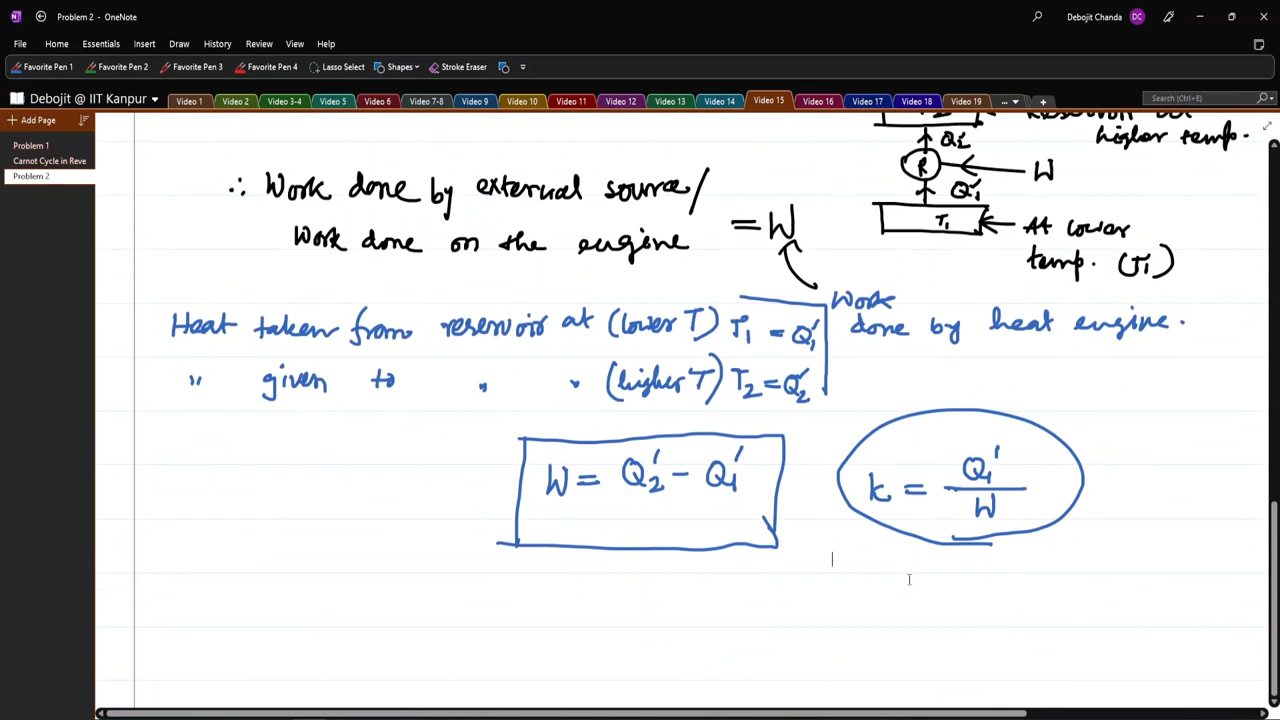 Problem 2 - OneNote
Debojit Chanda DC
File Home Essentials Insert Draw History Review View Help
Favorite Pen 1 Favorite Pen 2 Favorite Pen 3 Favorite Pen 4 Lasso Select Shapes Stroke Eraser
Debojit @ IIT Kanpur Video 1 Video 2 Video 3-4 Video 5 Video 6 Video 7-8 Video 9 Video 10 Video 11 Video 12 Video 13 Video 14 Video 15 Video 16 Video 17 Video 18 Video 19 ... + Search (Ctrl+E)
+ Add Page
Problem 1
Carnot Cycle in Reve
Problem 2
higher temp.
Q₂'
R
W
Q₁'
T₁
At lower
temp. (T₁)
∴ Work done by external source/
Work done on the engine
= W
Work
done by heat engine.
Heat taken from reservoir at (lower T) T₁ = Q₁'
" given to " " (higher T) T₂ = Q₂'
W = Q₂' - Q₁'
k = Q₁' / W